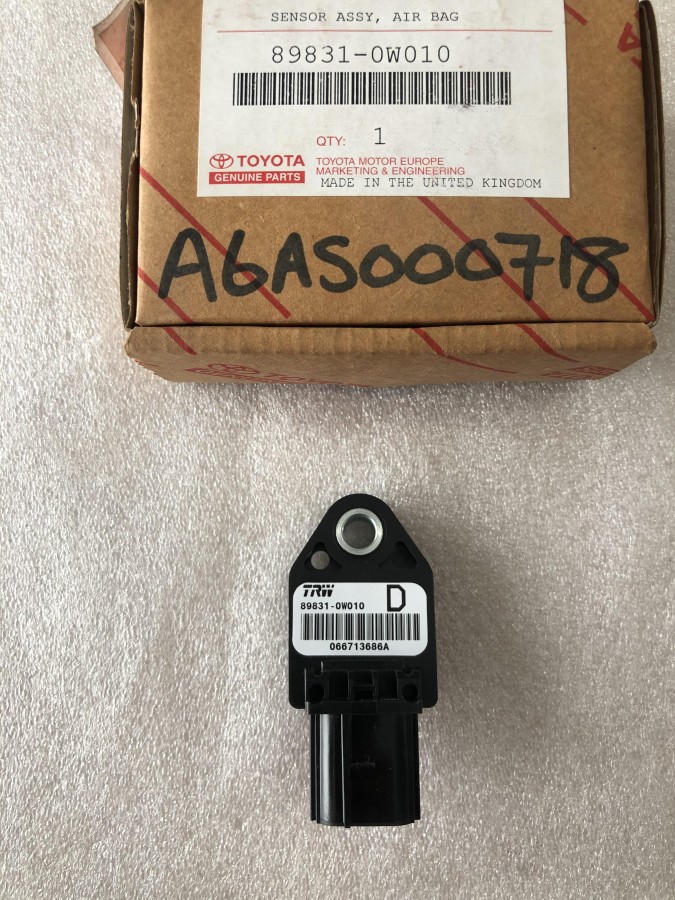 SENSOR ASSY, AIR BAG
89831-0W010
QTY: 1
TOYOTA
GENUINE PARTS
TOYOTA MOTOR EUROPE
MARKETING & ENGINEERING
MADE IN THE UNITED KINGDOM
A6AS000718
TOYOTA
TRW
89831-0W010
D
066713686A